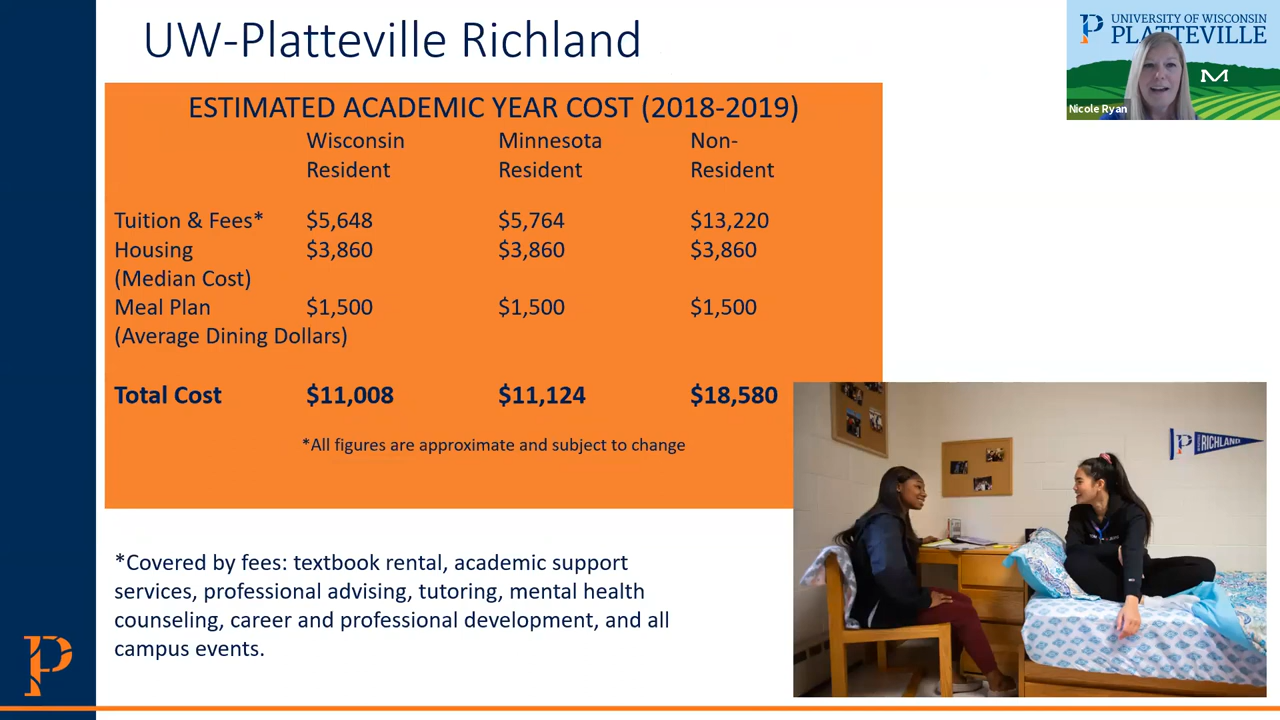 UW-Platteville Richland
UNIVERSITY OF WISCONSIN
PLATTEVILLE
Nicole Ryan
ESTIMATED ACADEMIC YEAR COST (2018-2019)
Wisconsin Resident Minnesota Resident Non-Resident
Tuition & Fees* $5,648 $5,764 $13,220
Housing $3,860 $3,860 $3,860
(Median Cost)
Meal Plan $1,500 $1,500 $1,500
(Average Dining Dollars)
Total Cost $11,008 $11,124 $18,580
*All figures are approximate and subject to change
RICHLAND
*Covered by fees: textbook rental, academic support
services, professional advising, tutoring, mental health
counseling, career and professional development, and all
campus events.